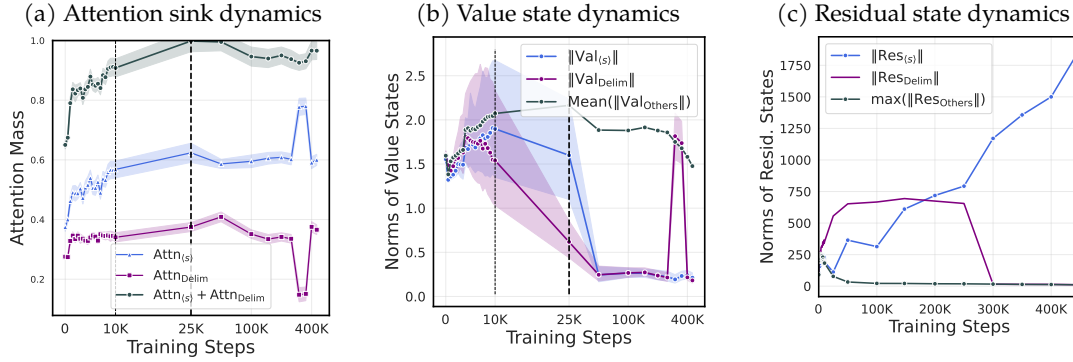 (a) Attention sink dynamics
Attention Mass
1.0
0.8
0.6
0.4
0.2
Attn⟨s⟩
AttnDelim
Attn⟨s⟩ + AttnDelim
0 10K 25K 100K 400K
Training Steps
(b) Value state dynamics
Norms of Value States
2.5
2.0
1.5
1.0
0.5
0.0
‖Val⟨s⟩‖
‖ValDelim‖
Mean(‖ValOthers‖)
0 10K 25K 100K 400K
Training Steps
(c) Residual state dynamics
Norms of Resid. States
1750
1500
1250
1000
750
500
250
0
‖Res⟨s⟩‖
‖ResDelim‖
max(‖ResOthers‖)
0 100K 200K 300K 400K
Training Steps